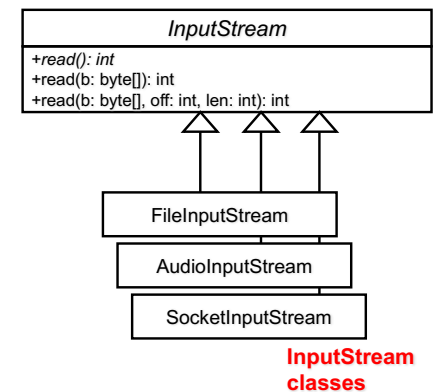 InputStream
+read(): int
+read(b: byte[]): int
+read(b: byte[], off: int, len: int): int
FileInputStream
AudioInputStream
SocketInputStream
InputStream
classes